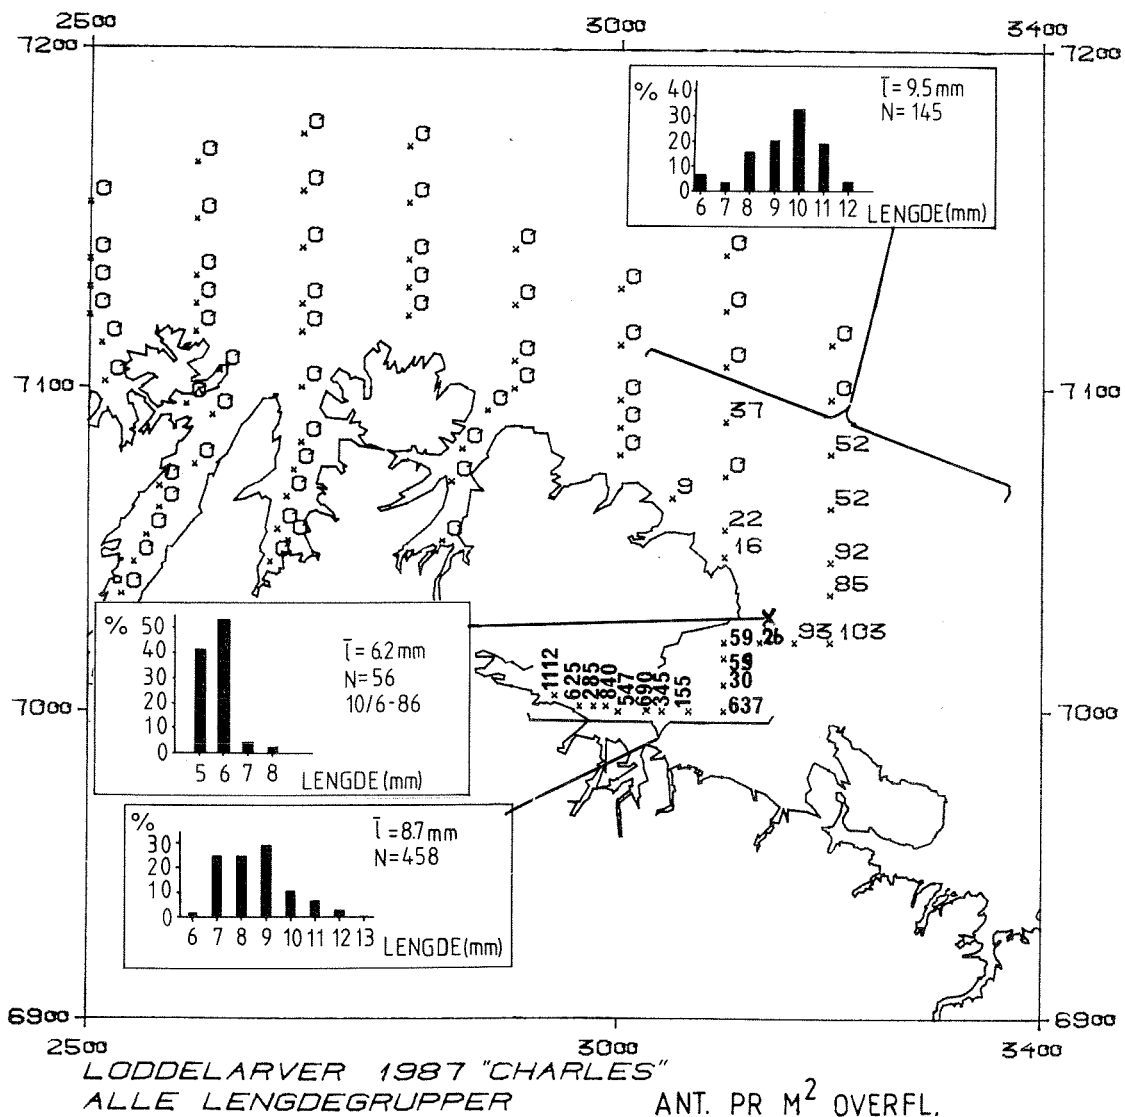 2500 3000 3400
7200 7200
% 40 30 20 10 0
l̄ = 9.5 mm
N = 145
6 7 8 9 10 11 12 LENGDE (mm)
7100 7100
37
52
9
52
22
16
92
85
59 26 93 103
59
30
637
1112 625 285 840 547 690 345 155
% 50 40 30 20 10 0
l̄ = 6.2 mm
N = 56
10/6-86
5 6 7 8
LENGDE (mm)
7000 7000
% 30 20 10 0
l̄ = 8.7 mm
N = 458
6 7 8 9 10 11 12 13
LENGDE (mm)
6900 6900
2500 3000 3400
LODDELARVER 1987 "CHARLES"
ALLE LENGDEGRUPPER ANT. PR M² OVERFL.